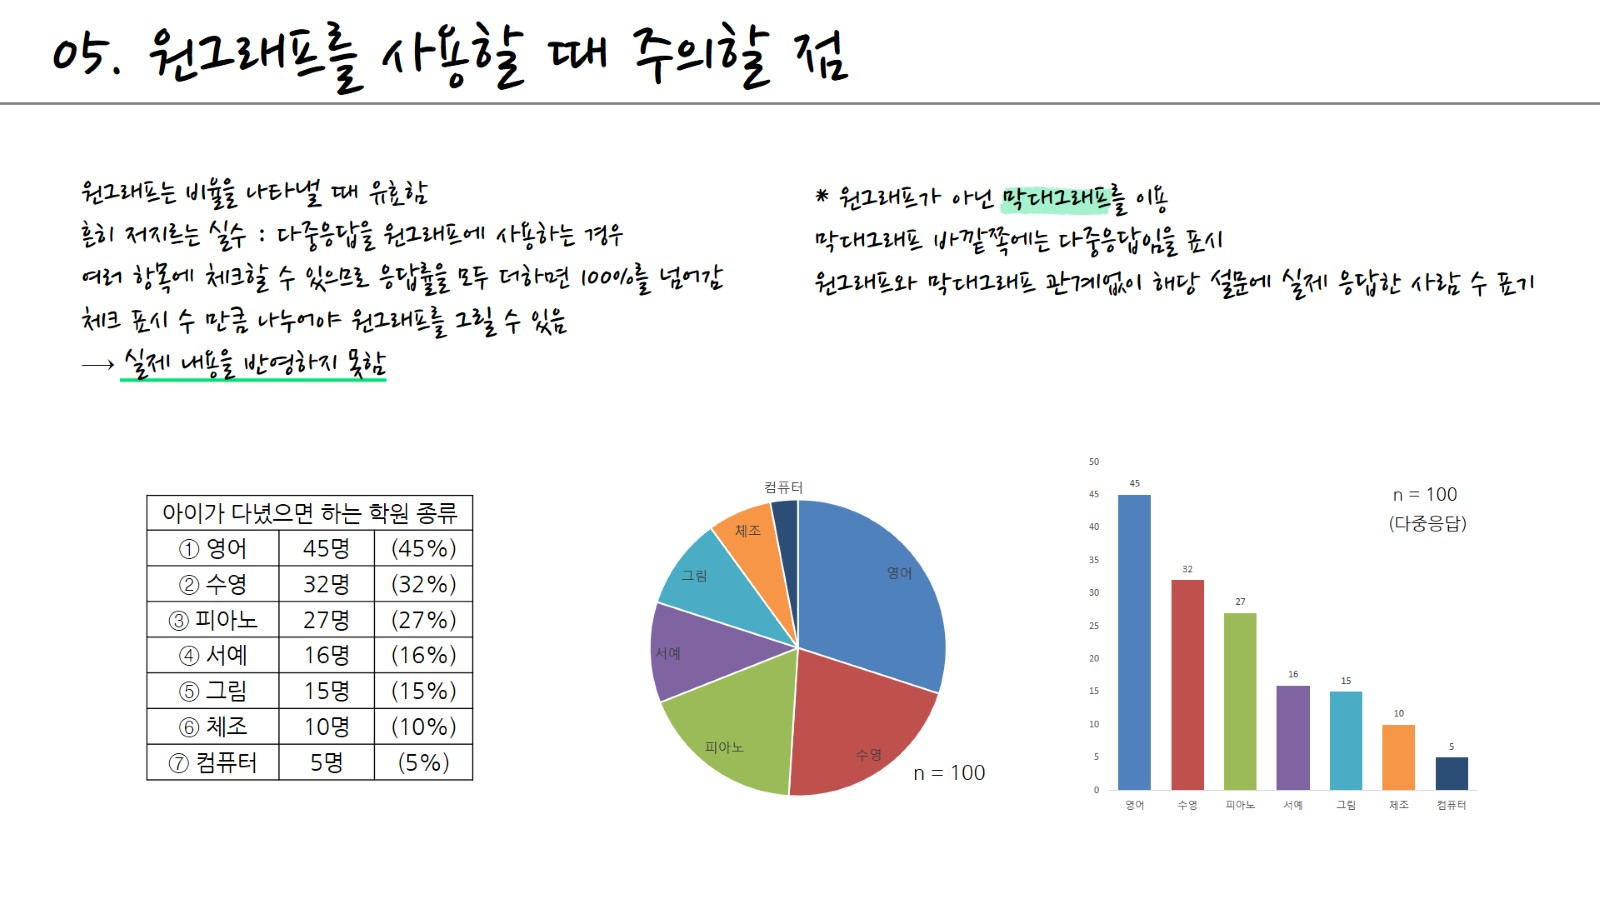 05. 원그래프를 사용할 때 주의할 점
원그래프는 비율을 나타낼 때 유효함
흔히 저지르는 실수 : 다중응답을 원그래프에 사용하는 경우
여러 항목에 체크할 수 있으므로 응답률을 모두 더하면 100%를 넘어감
체크 표시 수 만큼 나누어야 원그래프를 그릴 수 있음
→ 실제 내용을 반영하지 못함
* 원그래프가 아닌 막대그래프를 이용
막대그래프 바깥쪽에는 다중응답임을 표시
원그래프와 막대그래프 관계없이 해당 설문에 실제 응답한 사람 수 표기
아이가 다녔으면 하는 학원 종류
① 영어 45명 (45%)
② 수영 32명 (32%)
③ 피아노 27명 (27%)
④ 서예 16명 (16%)
⑤ 그림 15명 (15%)
⑥ 체조 10명 (10%)
⑦ 컴퓨터 5명 (5%)
컴퓨터
체조
영어
그림
서예
피아노
수영
n = 100
50
45
40
35
30
25
20
15
10
5
0
45
32
27
16
15
10
5
영어 수영 피아노 서예 그림 체조 컴퓨터
n = 100
(다중응답)